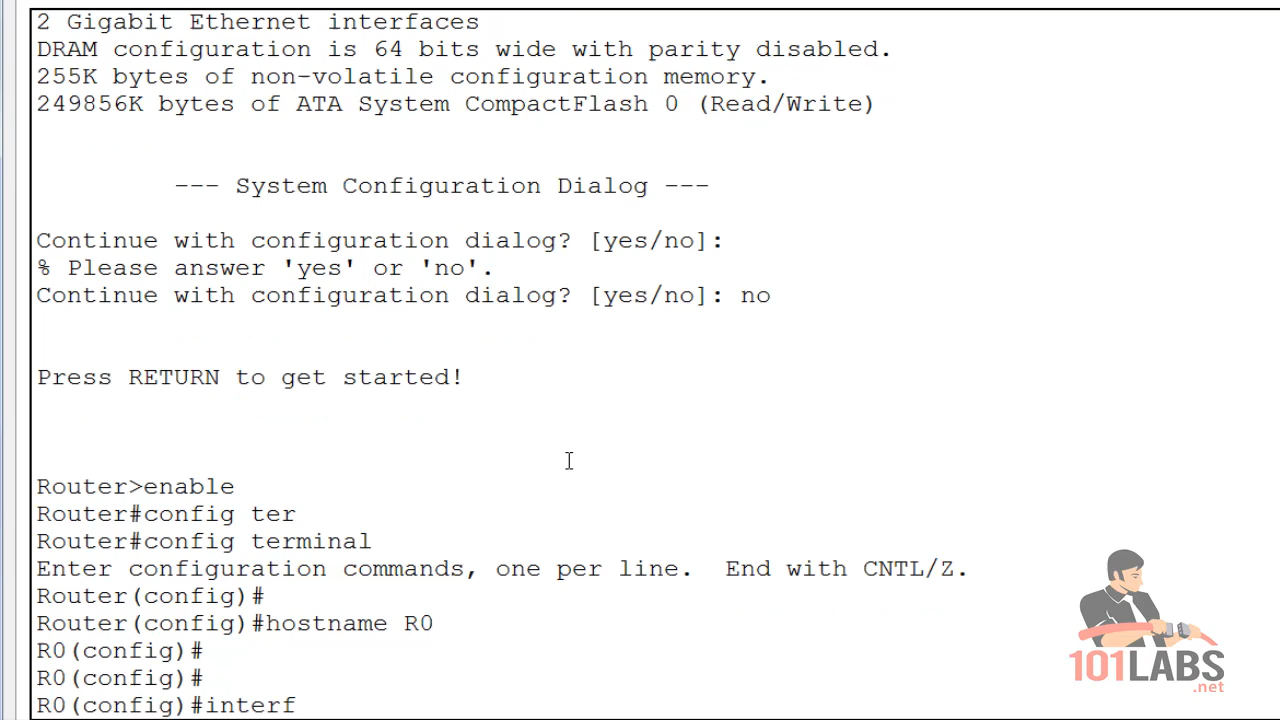 2 Gigabit Ethernet interfaces
DRAM configuration is 64 bits wide with parity disabled.
255K bytes of non-volatile configuration memory.
249856K bytes of ATA System CompactFlash 0 (Read/Write)
--- System Configuration Dialog ---
Continue with configuration dialog? [yes/no]:
% Please answer 'yes' or 'no'.
Continue with configuration dialog? [yes/no]: no
Press RETURN to get started!
Router>enable
Router#config ter
Router#config terminal
Enter configuration commands, one per line.  End with CNTL/Z.
Router(config)#
Router(config)#hostname R0
R0(config)#
R0(config)#
R0(config)#interf
101LABS
.net